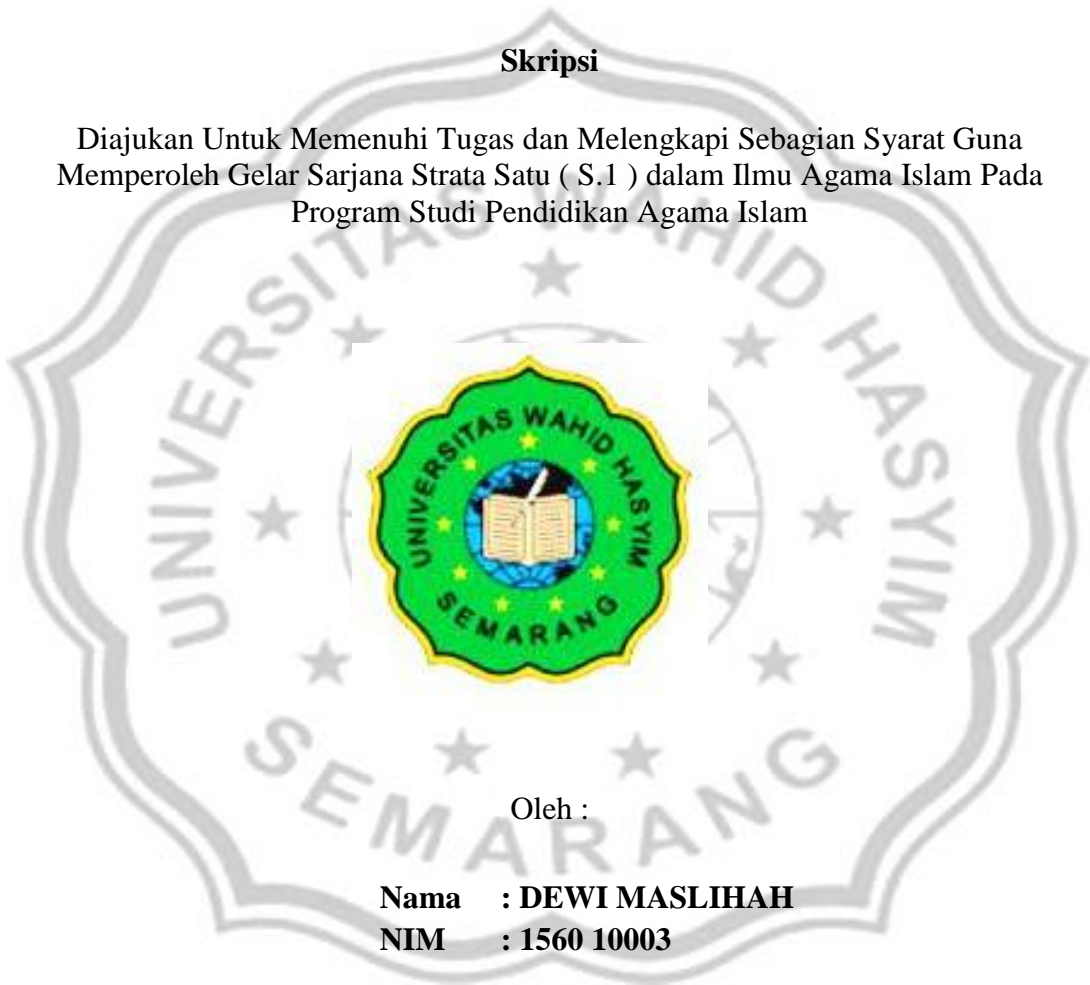 Skripsi
Diajukan Untuk Memenuhi Tugas dan Melengkapi Sebagian Syarat Guna
Memperoleh Gelar Sarjana Strata Satu ( S.1 ) dalam Ilmu Agama Islam Pada
Program Studi Pendidikan Agama Islam
UNIVERSITAS WAHID HASYIM
SEMARANG
UNIVERSITAS WAHID HASYIM
SEMARANG
Oleh :
Nama : DEWI MASLIHAH
NIM : 1560 10003